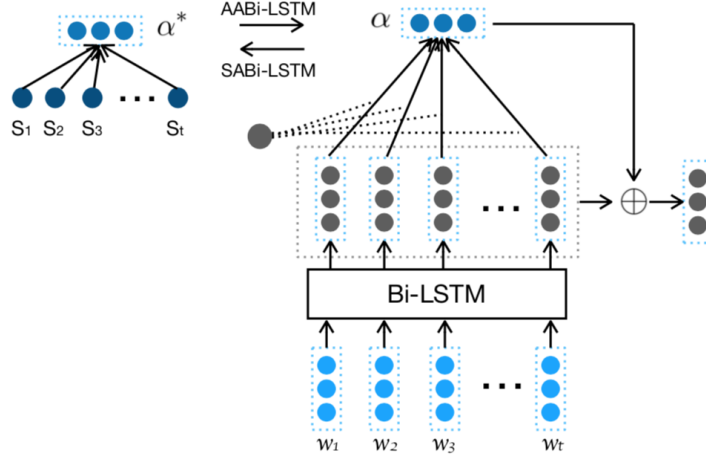 AABi-LSTM
α*
α
SABi-LSTM
S1 S2 S3 ... St
Bi-LSTM
w1 w2 w3 ... wt